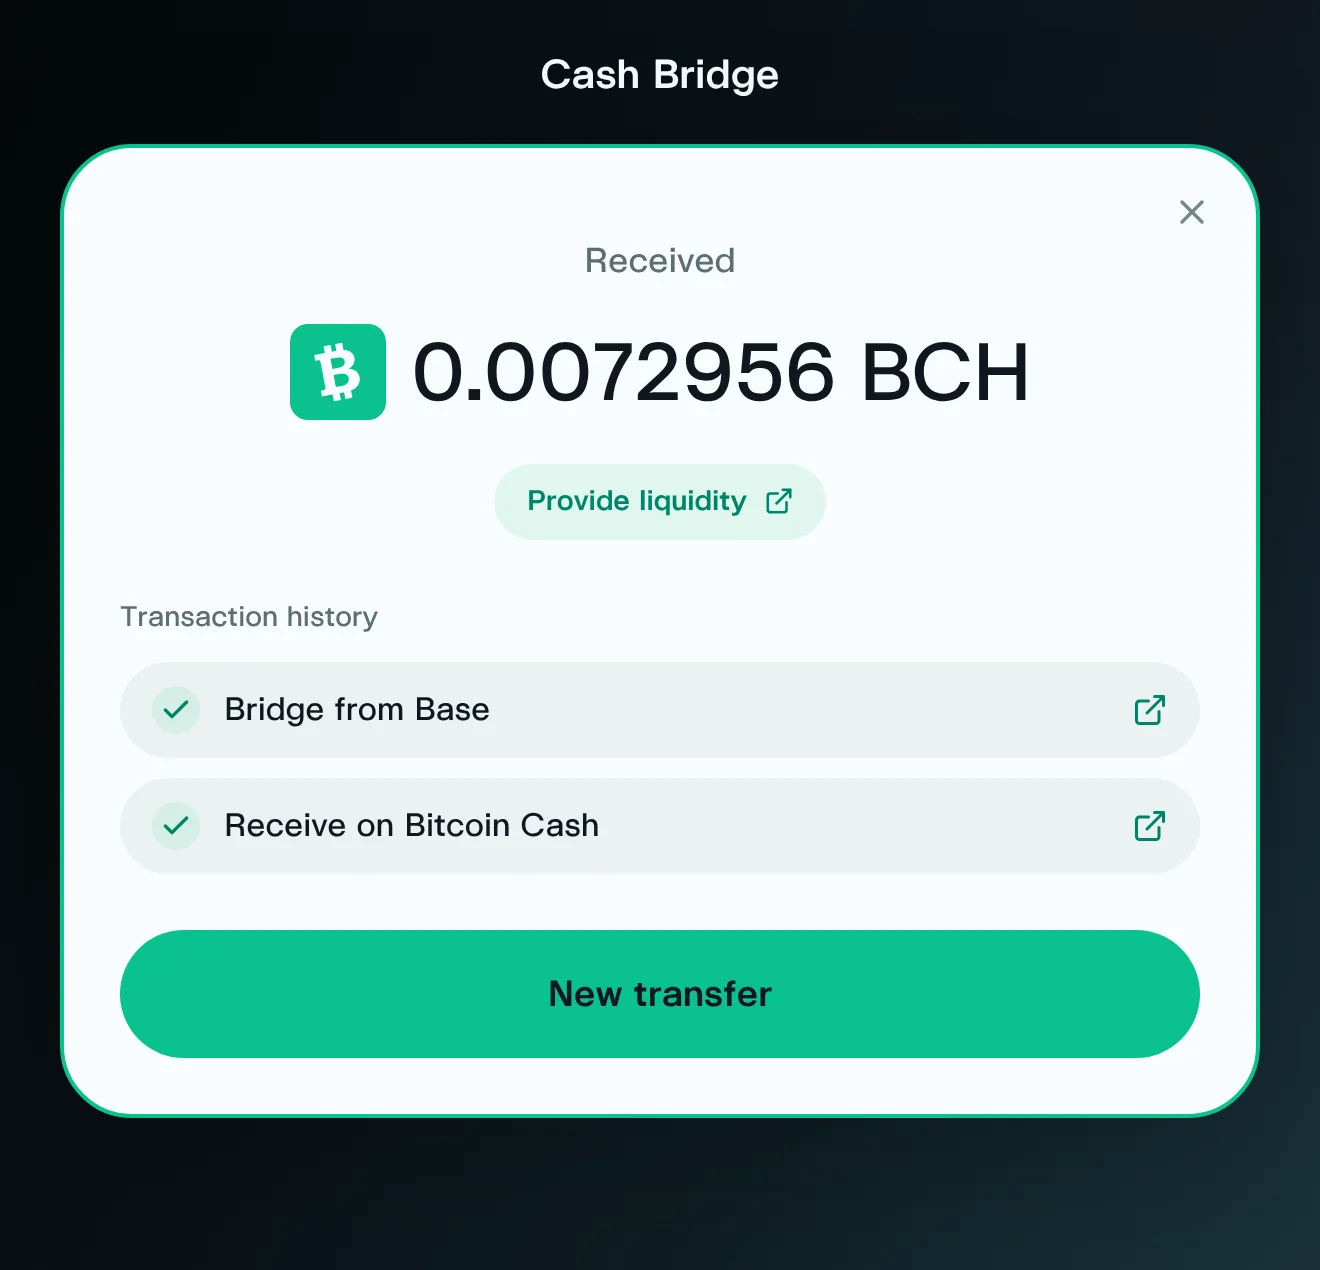 Cash Bridge
Received
0.0072956 BCH
Provide liquidity
Transaction history
Bridge from Base
Receive on Bitcoin Cash
New transfer